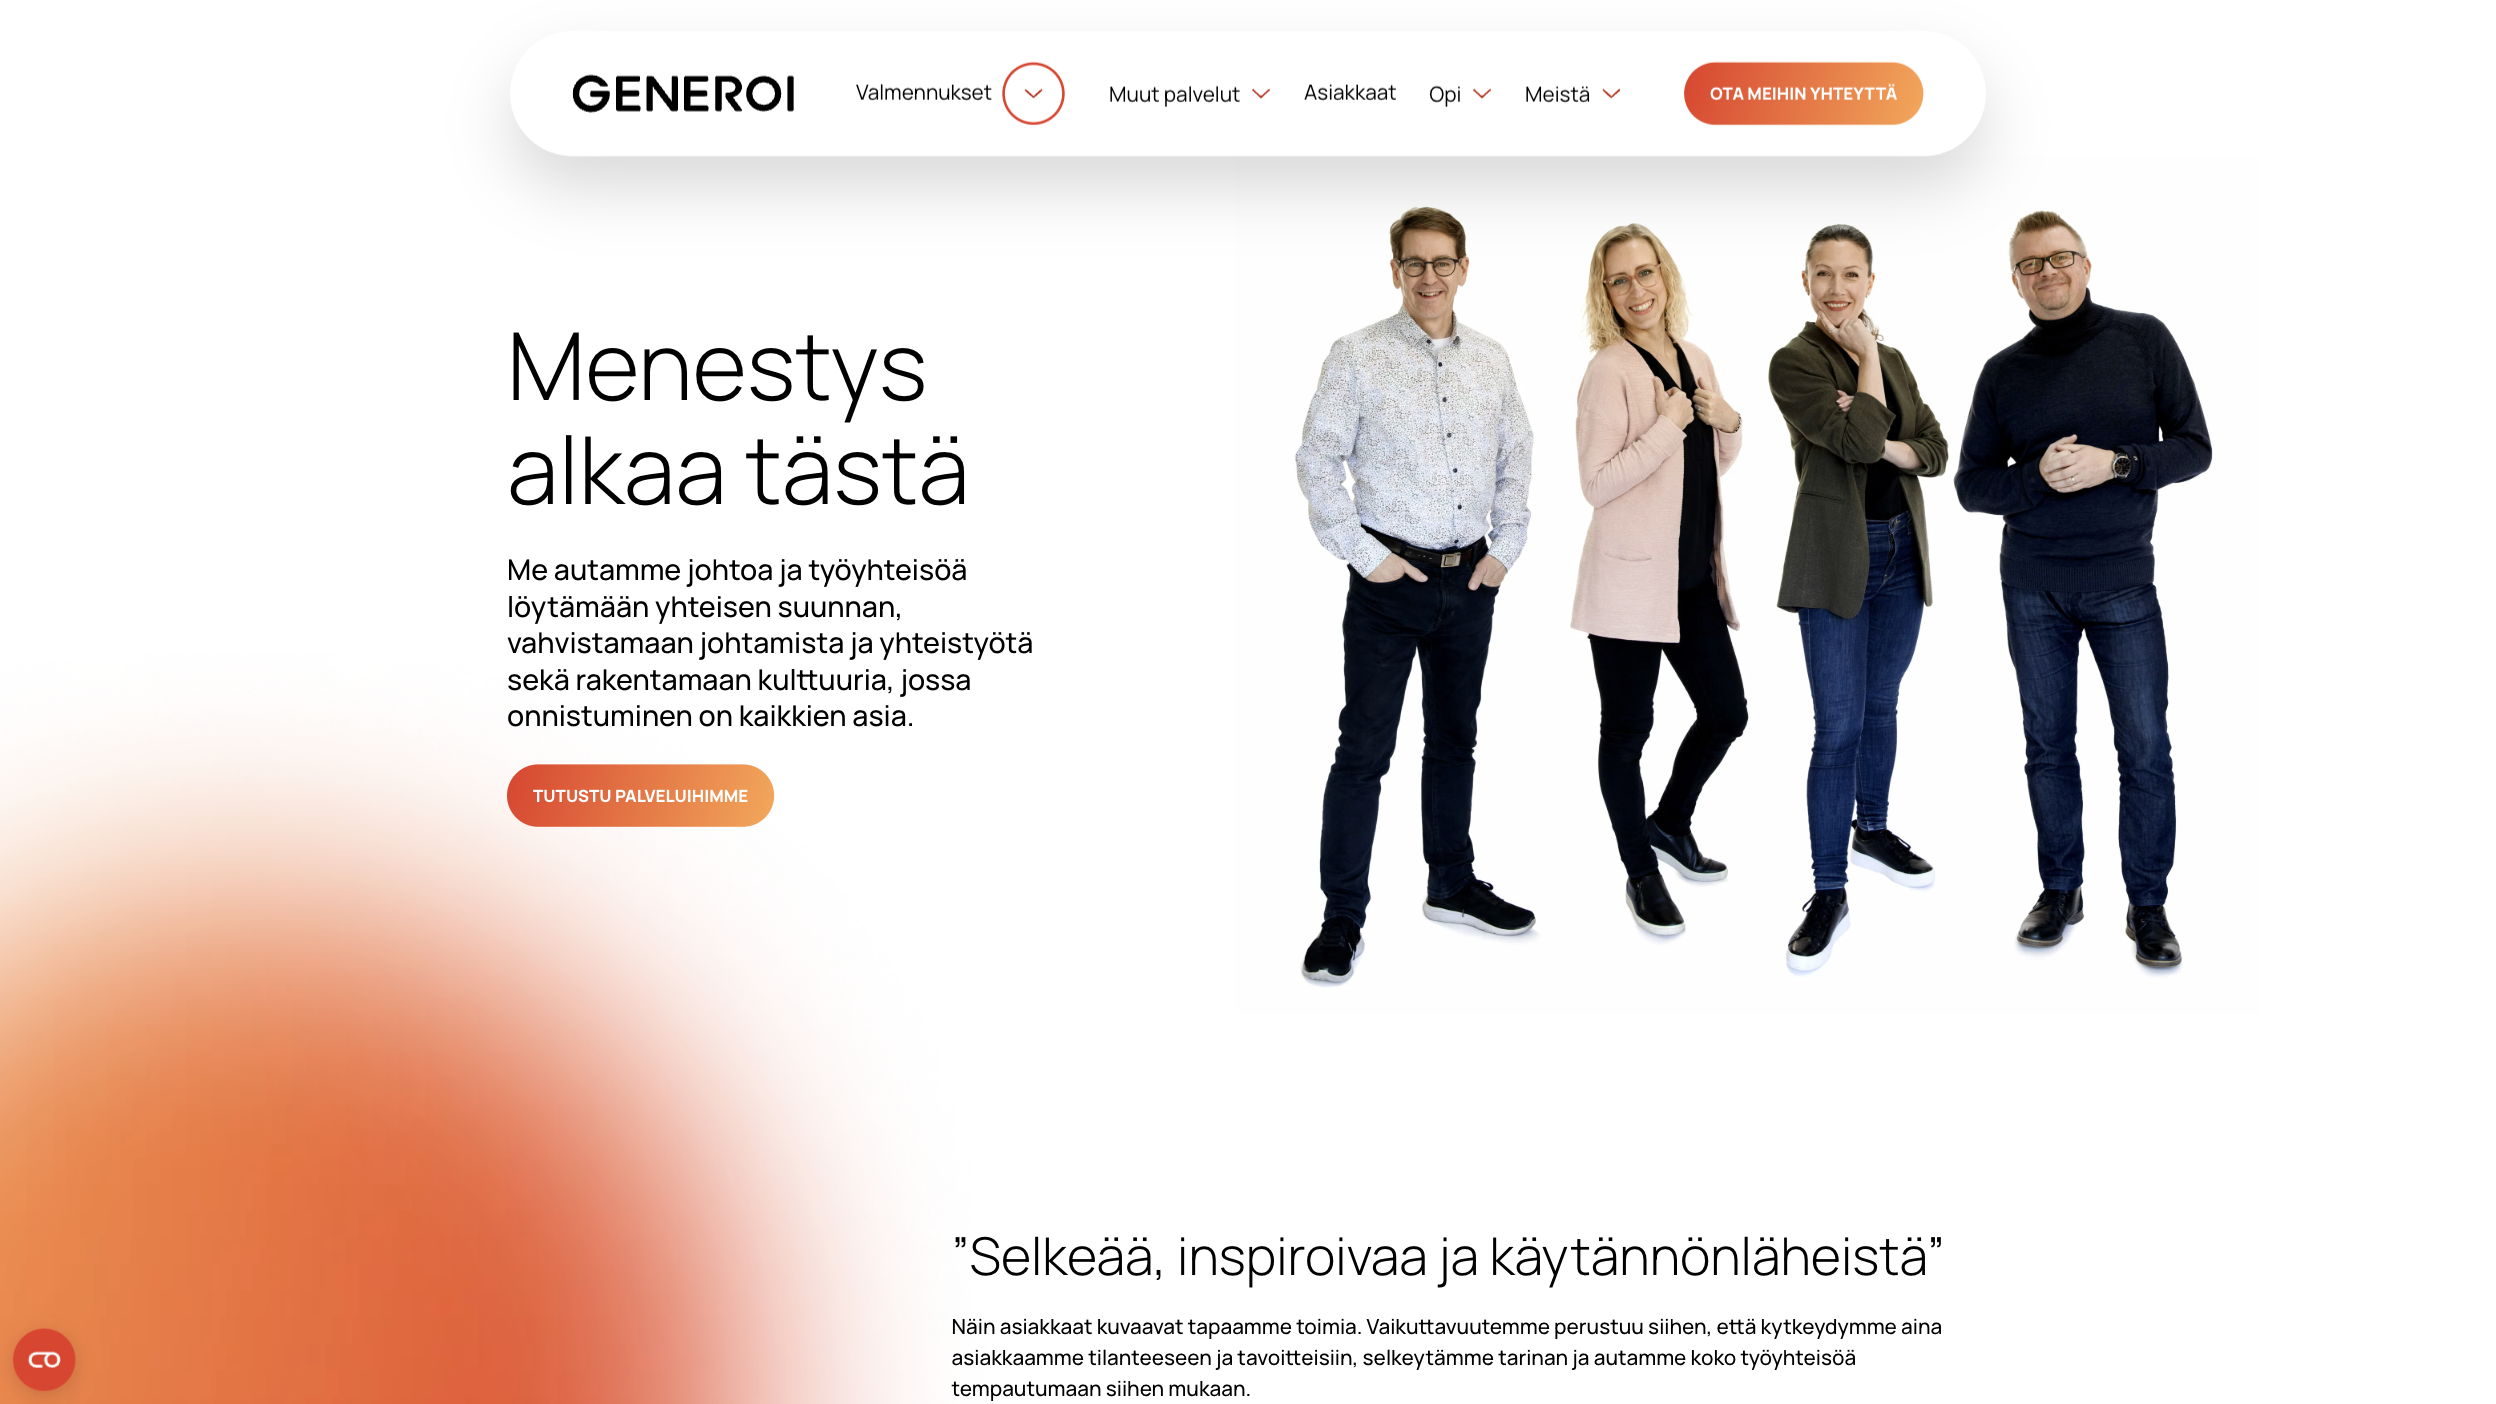 GENEROI
Valmennukset
Muut palvelut
Asiakkaat
Opi
Meistä
OTA MEIHIN YHTEYTTÄ
Menestys
alkaa tästä
Me autamme johtoa ja työyhteisöä
löytämään yhteisen suunnan,
vahvistamaan johtamista ja yhteistyötä
sekä rakentamaan kulttuuria, jossa
onnistuminen on kaikkien asia.
TUTUSTU PALVELUIHIMME
”Selkeää, inspiroivaa ja käytännönläheistä”
Näin asiakkaat kuvaavat tapaamme toimia. Vaikuttavuutemme perustuu siihen, että kytkeydymme aina
asiakkaamme tilanteeseen ja tavoitteisiin, selkeytämme tarinan ja autamme koko työyhteisöä
tempautumaan siihen mukaan.